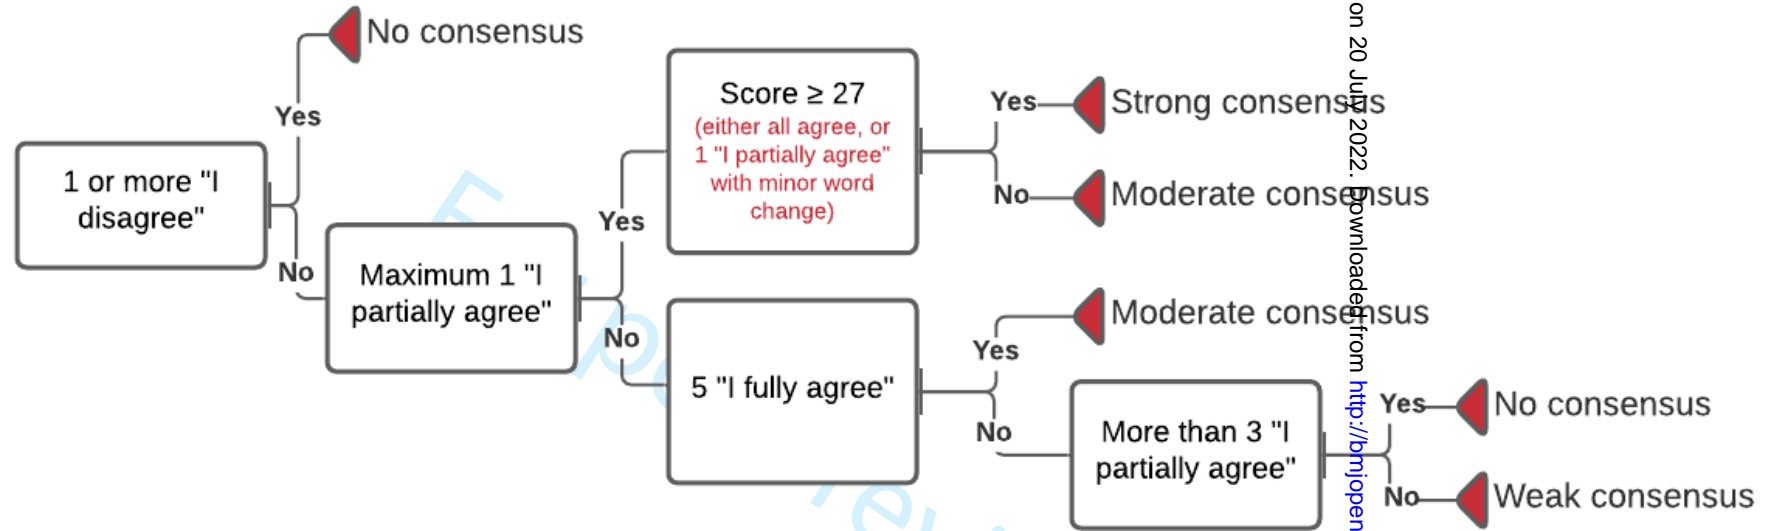 No consensus
Yes
1 or more "I
disagree"
No
Maximum 1 "I
partially agree"
Yes
No
Score ≥ 27
(either all agree, or
1 "I partially agree"
with minor word
change)
Yes
Strong consensus
No
Moderate consensus
5 "I fully agree"
Yes
Moderate consensus
No
More than 3 "I
partially agree"
Yes
No consensus
No
Weak consensus
on 20 July 2022. Downloaded from http://bmjopen